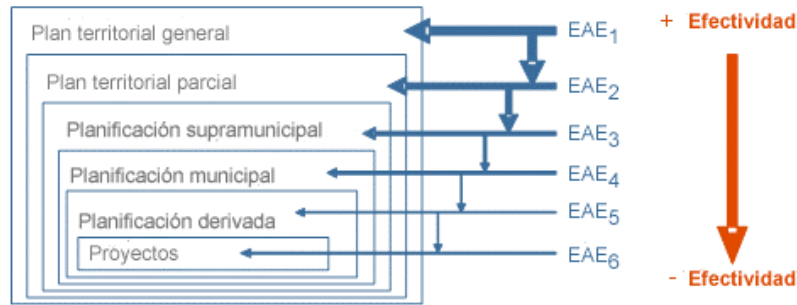 Plan territorial general
EAE1
+ Efectividad
Plan territorial parcial
EAE2
Planificación supramunicipal
EAE3
Planificación municipal
EAE4
Planificación derivada
EAE5
Proyectos
EAE6
- Efectividad